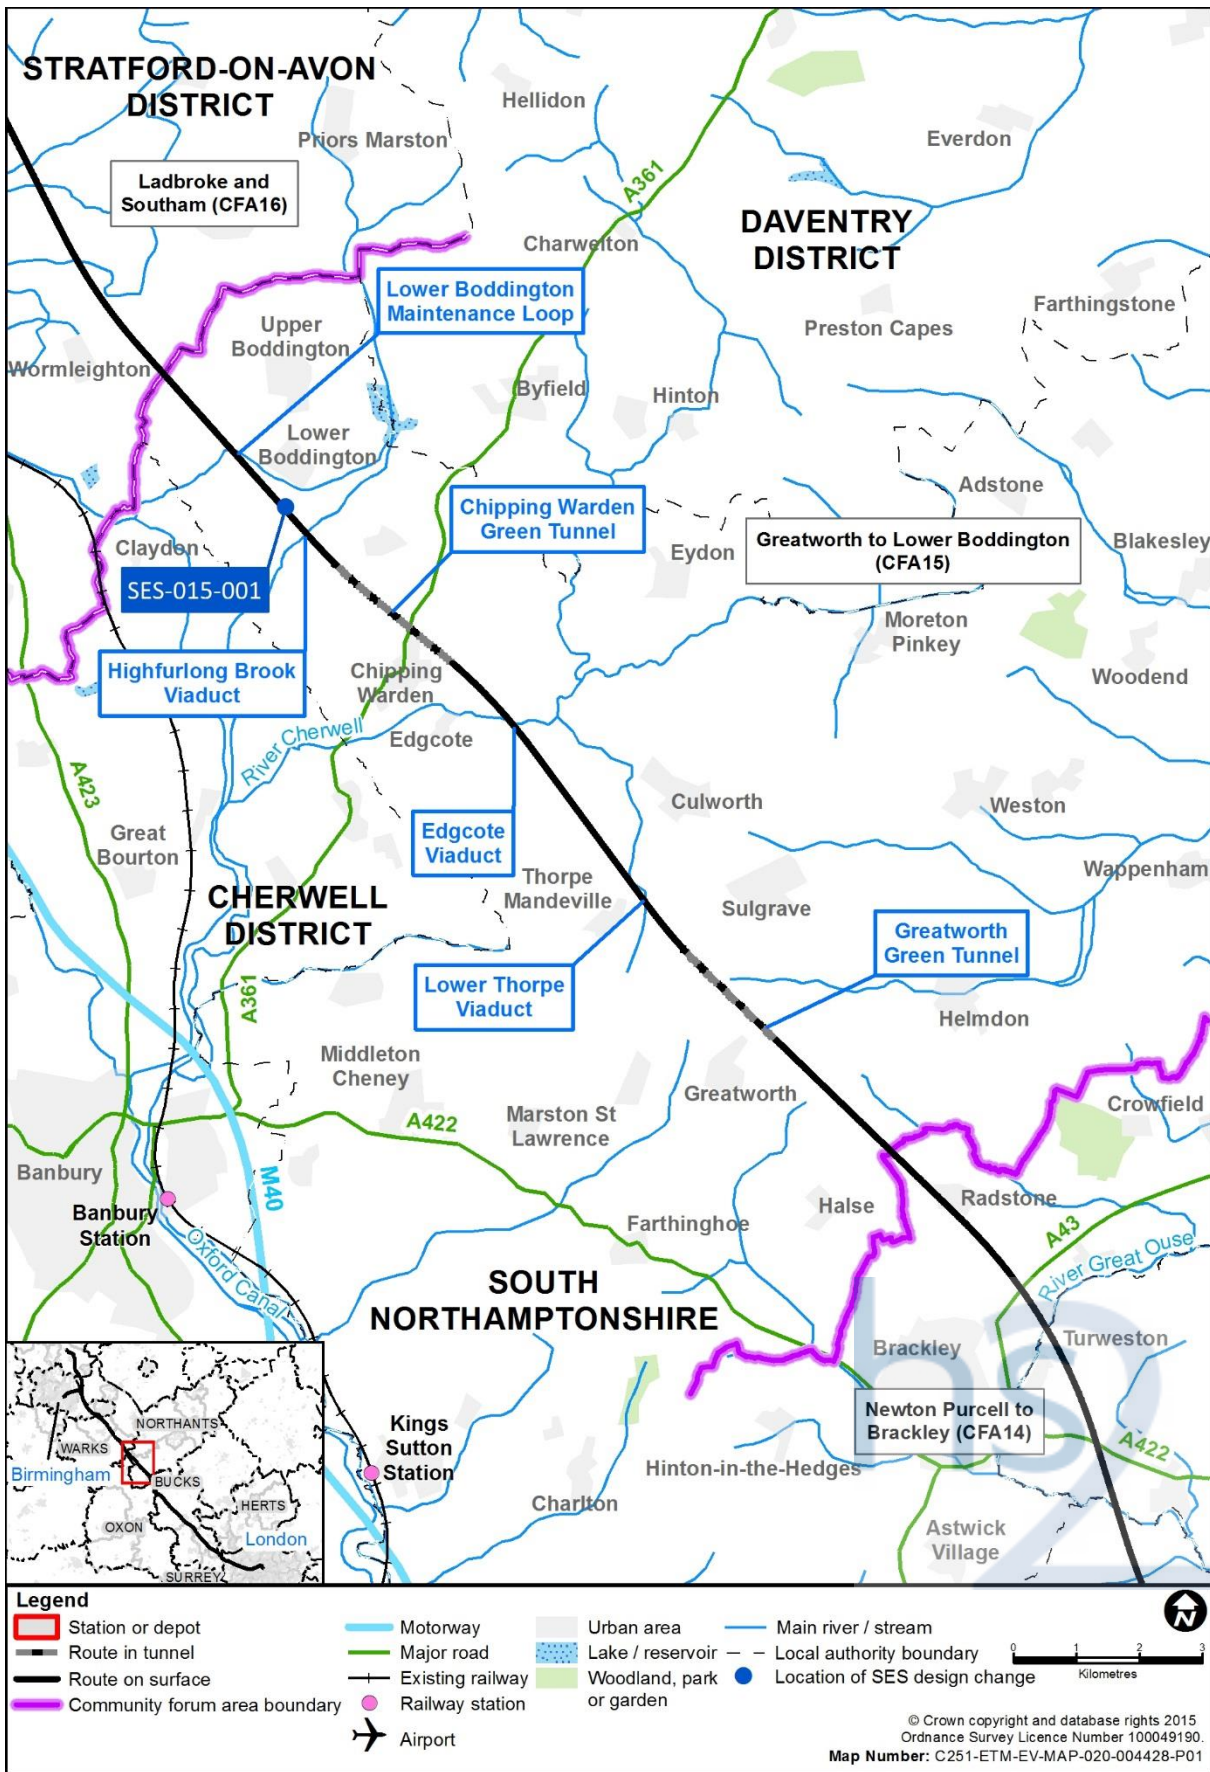 STRATFORD-ON-AVON
DISTRICT
Hellidon
Everdon
Priors Marston
Ladbroke and
Southam (CFA16)
A361
DAVENTRY
DISTRICT
Charwelton
Lower Boddington
Maintenance Loop
Farthingstone
Upper
Boddington
Preston Capes
Wormleighton
Byfield
Hinton
Lower
Boddington
Adstone
Chipping Warden
Green Tunnel
Claydon
Eydon
Greatworth to Lower Boddington
(CFA15)
Blakesley
SES-015-001
Moreton
Pinkey
Highfurlong Brook
Viaduct
Chipping
Warden
Woodend
River Cherwell
Edgcote
A423
Culworth
Weston
Great
Bourton
Edgcote
Viaduct
Wappenham
Thorpe
Mandeville
CHERWELL
DISTRICT
Sulgrave
Greatworth
Green Tunnel
Lower Thorpe
Viaduct
A361
Helmdon
Middleton
Cheney
Greatworth
Crowfield
A422
Marston St
Lawrence
Banbury
M40
Banbury
Station
Halse
Radstone
Farthinghoe
A43
Oxford Canal
River Great Ouse
SOUTH
NORTHAMPTONSHIRE
hs2
Brackley
Turweston
Newton Purcell to
Brackley (CFA14)
Kings
Sutton
Station
A422
Hinton-in-the-Hedges
Charlton
Astwick
Village
NORTHANTS
WARKS
Birmingham
BUCKS
HERTS
OXON
London
SURREY
Legend
Station or depot
Route in tunnel
Route on surface
Community forum area boundary
Motorway
Major road
Existing railway
Railway station
Airport
Urban area
Lake / reservoir
Woodland, park
or garden
Main river / stream
Local authority boundary
Location of SES design change
N
0 1 2 3
Kilometres
© Crown copyright and database rights 2015
Ordnance Survey Licence Number 100049190.
Map Number: C251-ETM-EV-MAP-020-004428-P01